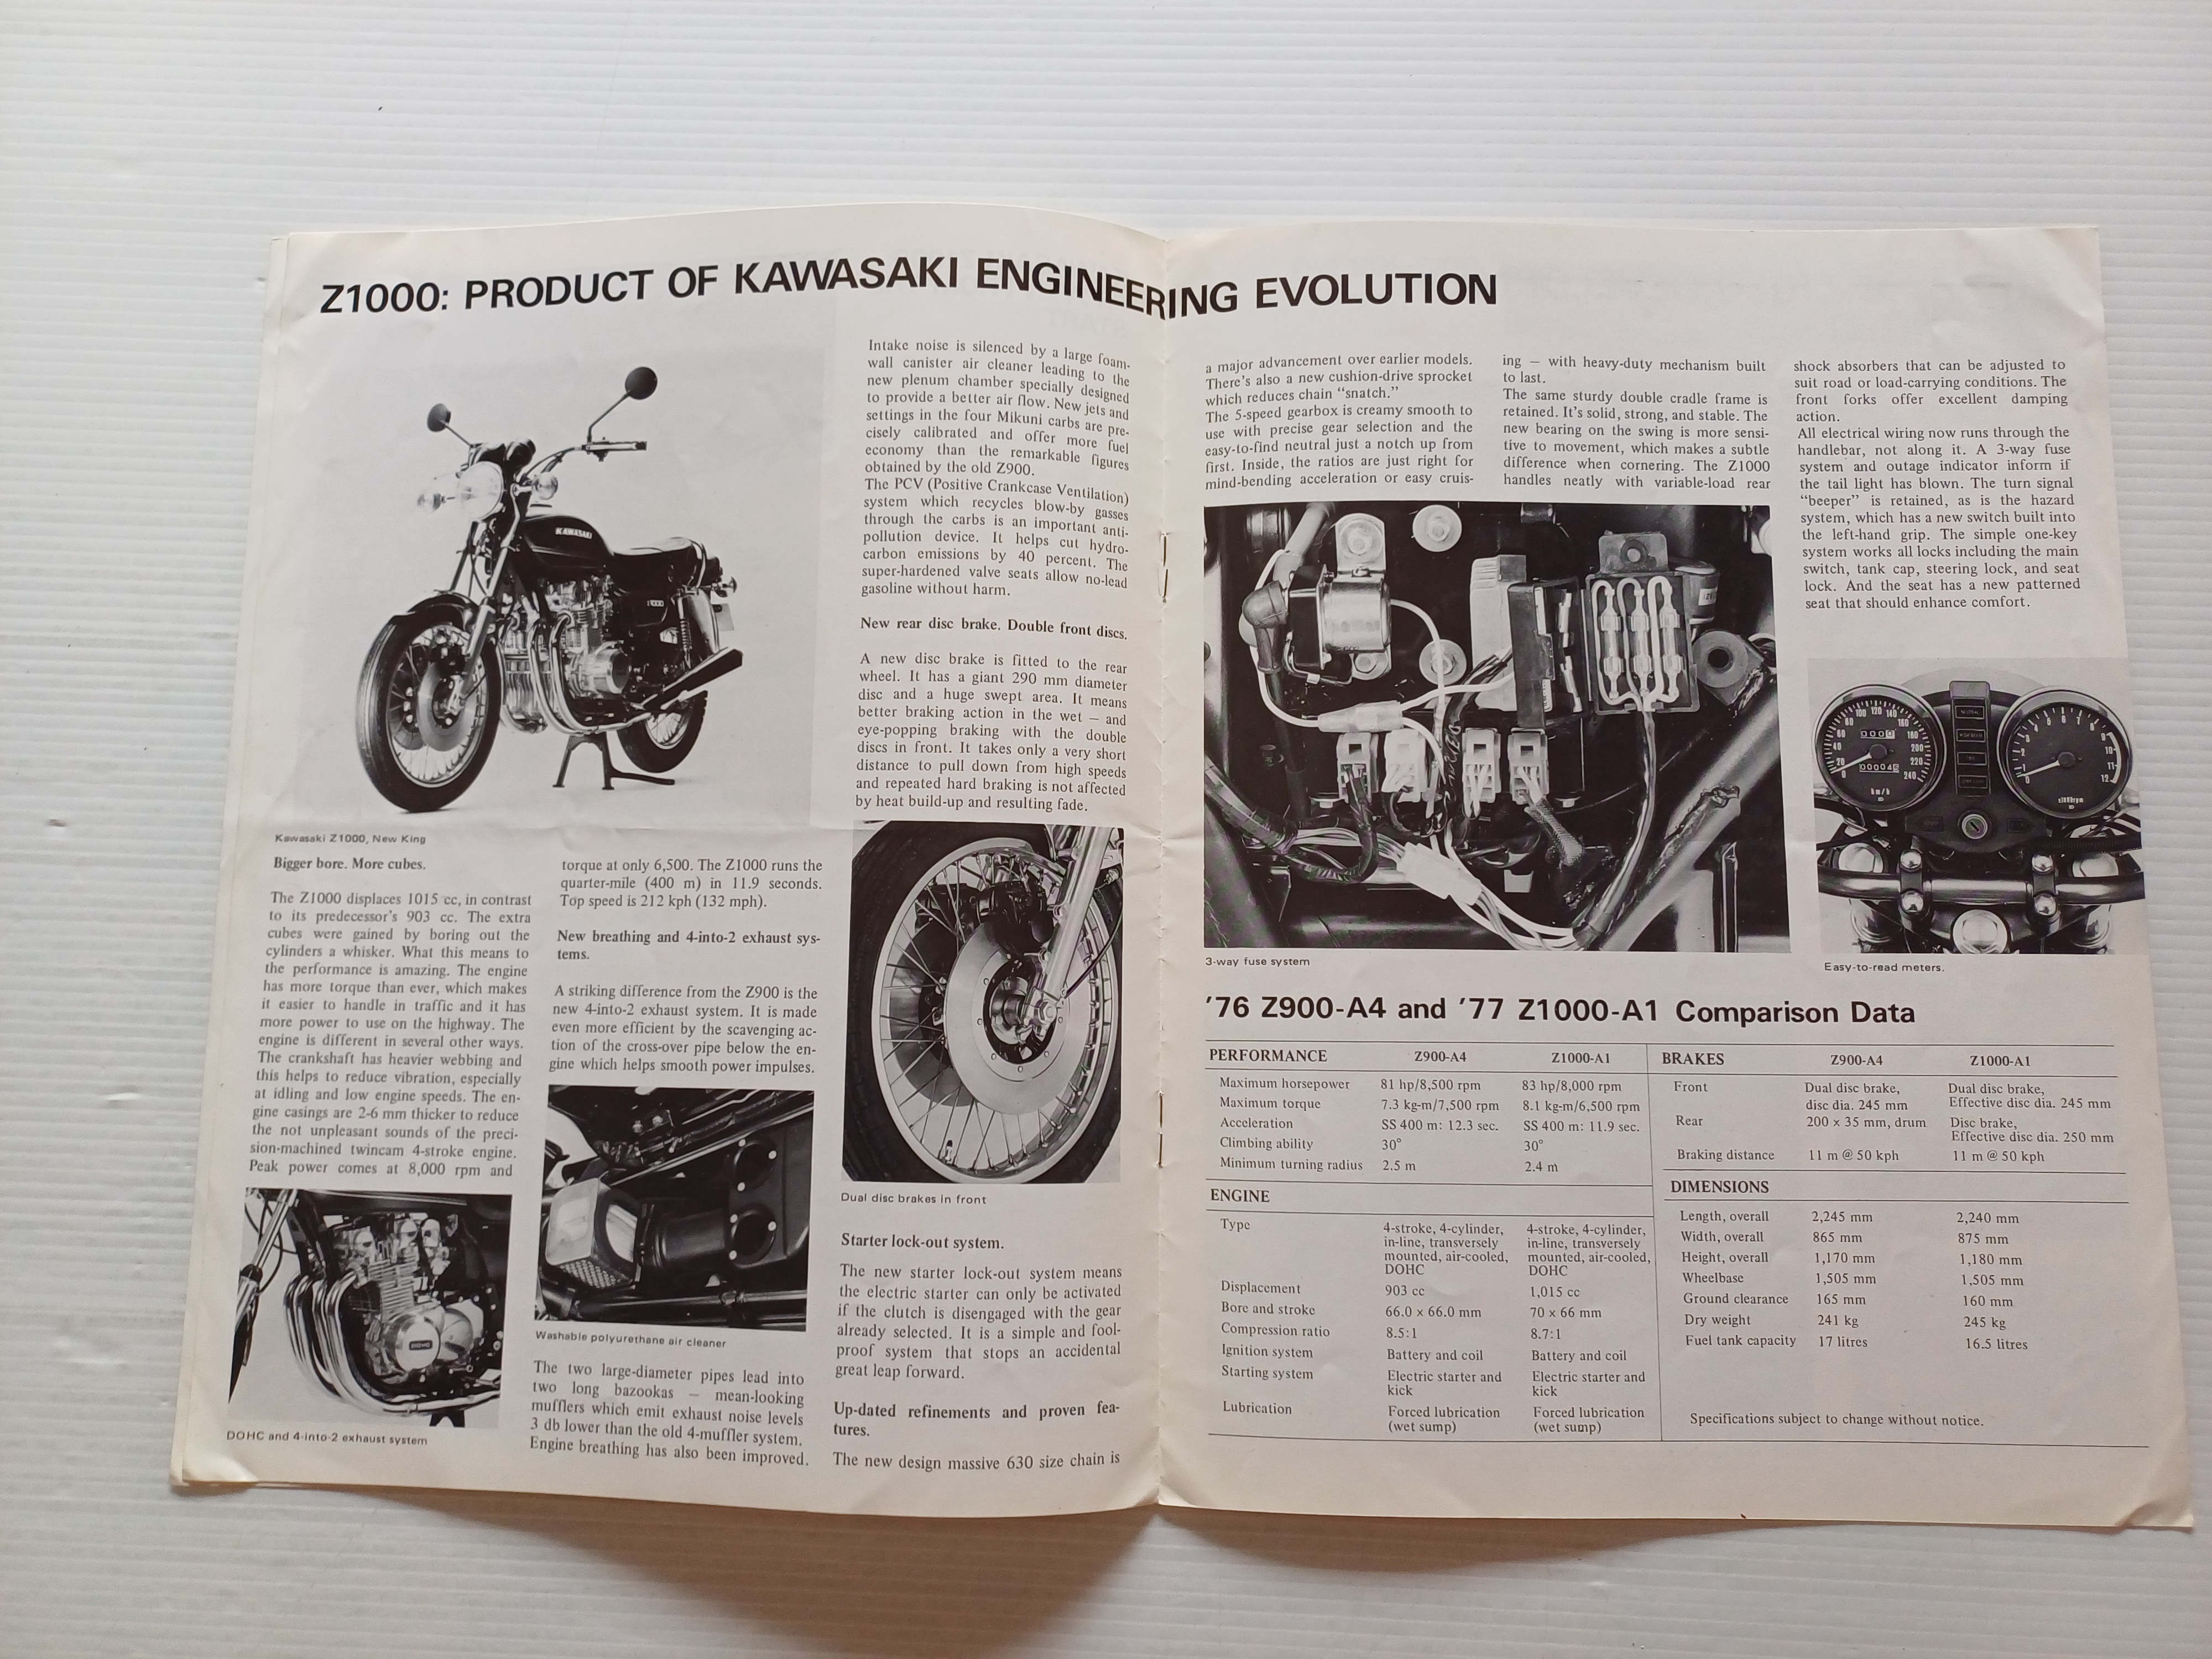 Z1000: PRODUCT OF KAWASAKI ENGINEERING EVOLUTION
KAWASAKI
Kawasaki Z1000, New King
Bigger bore. More cubes.
The Z1000 displaces 1015 cc, in contrast
to its predecessor's 903 cc. The extra
cubes were gained by boring out the
cylinders a whisker. What this means to
the performance is amazing. The engine
has more torque than ever, which makes
it easier to handle in traffic and it has
more power to use on the highway. The
engine is different in several other ways.
The crankshaft has heavier webbing and
this helps to reduce vibration, especially
at idling and low engine speeds. The en-
gine casings are 2-6 mm thicker to reduce
the not unpleasant sounds of the preci-
sion-machined twincam 4-stroke engine.
Peak power comes at 8,000 rpm and
DOHC and 4-into-2 exhaust system
torque at only 6,500. The Z1000 runs the
quarter-mile (400 m) in 11.9 seconds.
Top speed is 212 kph (132 mph).
New breathing and 4-into-2 exhaust sys-
tems.
A striking difference from the Z900 is the
new 4-into-2 exhaust system. It is made
even more efficient by the scavenging ac-
tion of the cross-over pipe below the en-
gine which helps smooth power impulses.
Washable polyurethane air cleaner
The two large-diameter pipes lead into
two long bazookas — mean-looking
mufflers which emit exhaust noise levels
3 db lower than the old 4-muffler system.
Engine breathing has also been improved.
Intake noise is silenced by a large foam-
wall canister air cleaner leading to the
new plenum chamber specially designed
to provide a better air flow. New jets and
settings in the four Mikuni carbs are pre-
cisely calibrated and offer more fuel
economy than the remarkable figures
obtained by the old Z900.
The PCV (Positive Crankcase Ventilation)
system which recycles blow-by gasses
through the carbs is an important anti-
pollution device. It helps cut hydro-
carbon emissions by 40 percent. The
super-hardened valve seats allow no-lead
gasoline without harm.
New rear disc brake. Double front discs.
A new disc brake is fitted to the rear
wheel. It has a giant 290 mm diameter
disc and a huge swept area. It means
better braking action in the wet — and
eye-popping braking with the double
discs in front. It takes only a very short
distance to pull down from high speeds
and repeated hard braking is not affected
by heat build-up and resulting fade.
Dual disc brakes in front
Starter lock-out system.
The new starter lock-out system means
the electric starter can only be activated
if the clutch is disengaged with the gear
already selected. It is a simple and fool-
proof system that stops an accidental
great leap forward.
Up-dated refinements and proven fea-
tures.
The new design massive 630 size chain is
a major advancement over earlier models.
There's also a new cushion-drive sprocket
which reduces chain "snatch."
The 5-speed gearbox is creamy smooth to
use with precise gear selection and the
easy-to-find neutral just a notch up from
first. Inside, the ratios are just right for
mind-bending acceleration or easy cruis-
ing — with heavy-duty mechanism built
to last.
The same sturdy double cradle frame is
retained. It's solid, strong, and stable. The
new bearing on the swing is more sensi-
tive to movement, which makes a subtle
difference when cornering. The Z1000
handles neatly with variable-load rear
shock absorbers that can be adjusted to
suit road or load-carrying conditions. The
front forks offer excellent damping
action.
All electrical wiring now runs through the
handlebar, not along it. A 3-way fuse
system and outage indicator inform if
the tail light has blown. The turn signal
"beeper" is retained, as is the hazard
system, which has a new switch built into
the left-hand grip. The simple one-key
system works all locks including the main
switch, tank cap, steering lock, and seat
lock. And the seat has a new patterned
seat that should enhance comfort.
3-way fuse system
Easy-to-read meters.
'76 Z900-A4 and '77 Z1000-A1 Comparison Data
PERFORMANCE Z900-A4 Z1000-A1
Maximum horsepower 81 hp/8,500 rpm 83 hp/8,000 rpm
Maximum torque 7.3 kg-m/7,500 rpm 8.1 kg-m/6,500 rpm
Acceleration SS 400 m: 12.3 sec. SS 400 m: 11.9 sec.
Climbing ability 30° 30°
Minimum turning radius 2.5 m 2.4 m
ENGINE
Type 4-stroke, 4-cylinder, 4-stroke, 4-cylinder,
in-line, transversely in-line, transversely
mounted, air-cooled, mounted, air-cooled,
DOHC DOHC
Displacement 903 cc 1,015 cc
Bore and stroke 66.0 × 66.0 mm 70 × 66 mm
Compression ratio 8.5:1 8.7:1
Ignition system Battery and coil Battery and coil
Starting system Electric starter and Electric starter and
kick kick
Lubrication Forced lubrication Forced lubrication
(wet sump) (wet sump)
BRAKES Z900-A4 Z1000-A1
Front Dual disc brake, Dual disc brake,
disc dia. 245 mm Effective disc dia. 245 mm
Rear 200 × 35 mm, drum Disc brake,
Effective disc dia. 250 mm
Braking distance 11 m @ 50 kph 11 m @ 50 kph
DIMENSIONS
Length, overall 2,245 mm 2,240 mm
Width, overall 865 mm 875 mm
Height, overall 1,170 mm 1,180 mm
Wheelbase 1,505 mm 1,505 mm
Ground clearance 165 mm 160 mm
Dry weight 241 kg 245 kg
Fuel tank capacity 17 litres 16.5 litres
Specifications subject to change without notice.